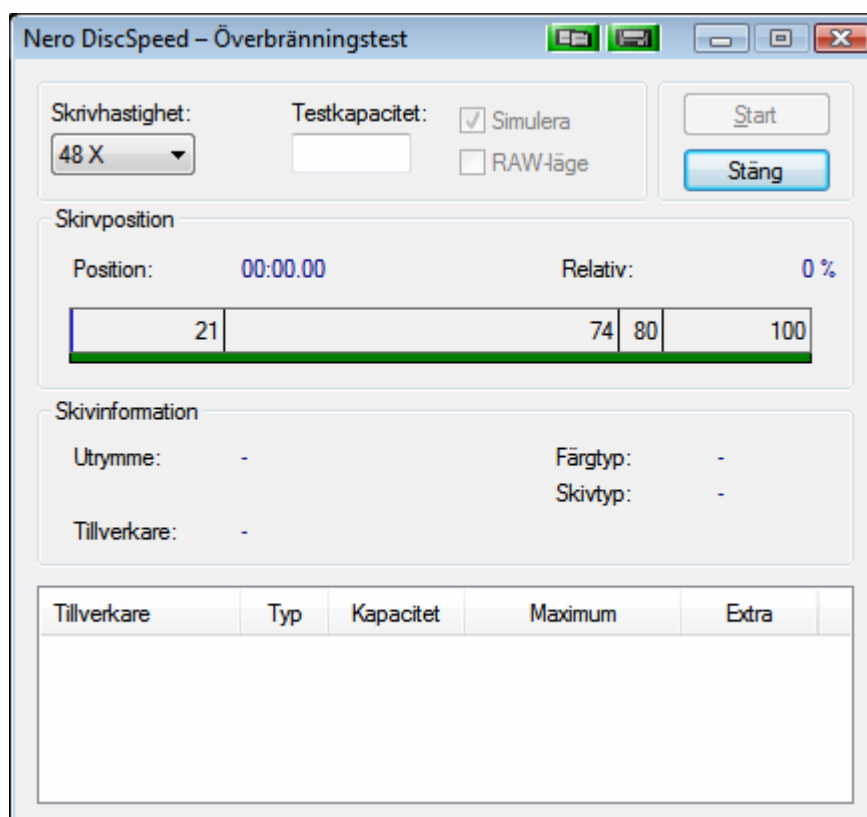 Nero DiscSpeed – Överbränningstest
Skrivhastighet: Testkapacitet: Simulera Start
48 X RAW-läge Stäng
Skirvposition
Position: 00:00.00 Relativ: 0 %
21 74 80 100
Skivinformation
Utrymme: - Färgtyp: -
Skivtyp: -
Tillverkare: -
Tillverkare Typ Kapacitet Maximum Extra